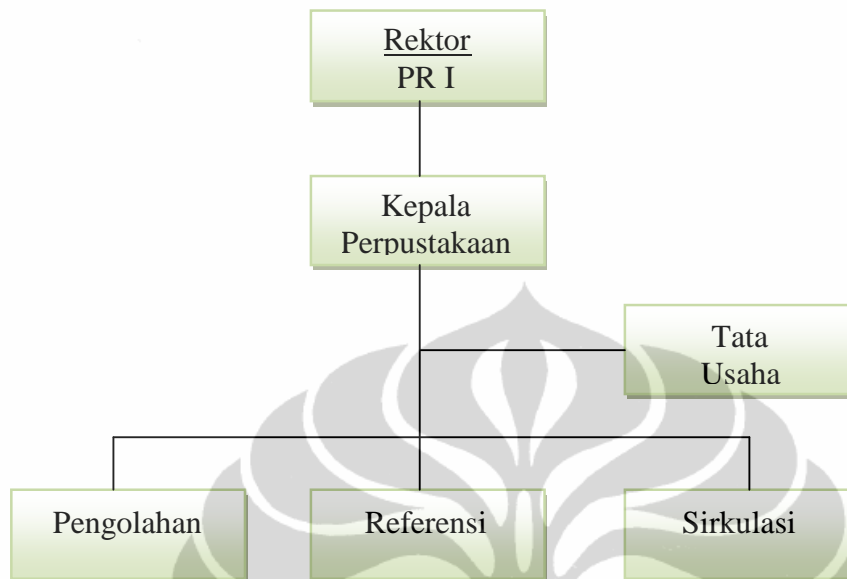 Rektor
PR I
Kepala
Perpustakaan
Tata
Usaha
Pengolahan
Referensi
Sirkulasi